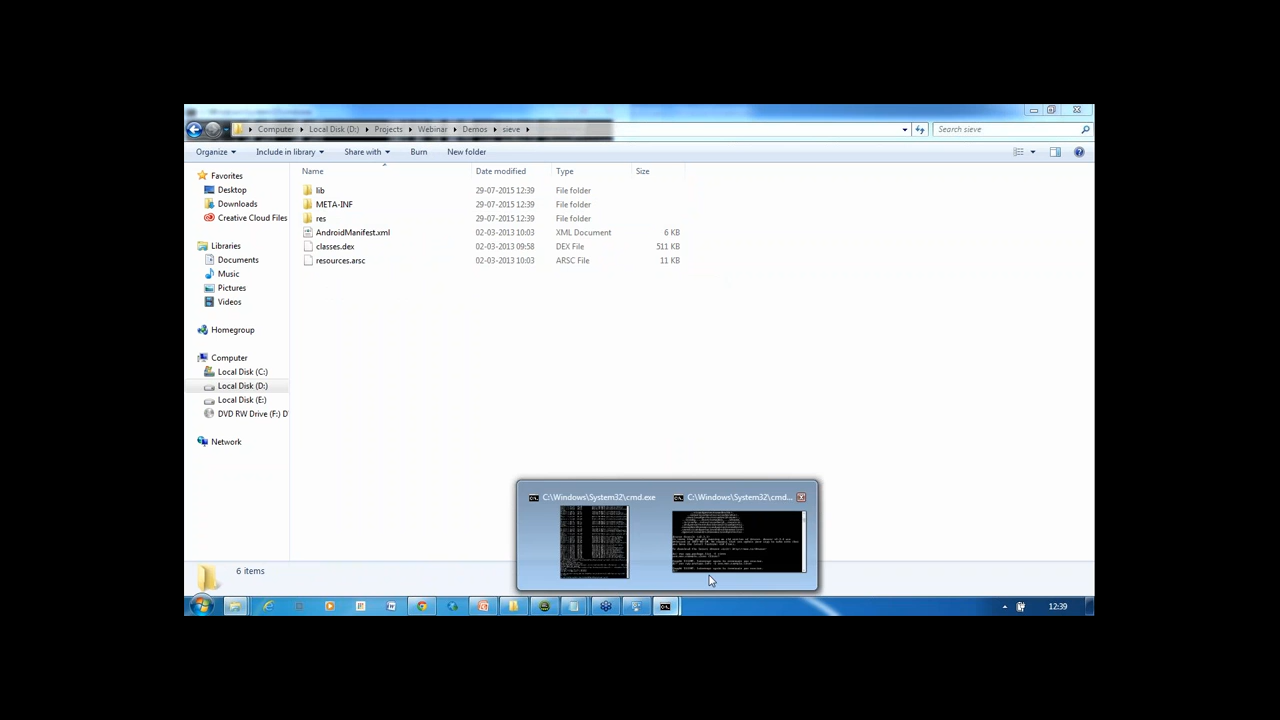 Computer Local Disk (D:) Projects Webinar Demos sieve
Search sieve
Organize Include in library Share with Burn New folder
Name Date modified Type Size
Favorites
Desktop
Downloads
Creative Cloud Files
Libraries
Documents
Music
Pictures
Videos
Homegroup
Computer
Local Disk (C:)
Local Disk (D:)
Local Disk (E:)
DVD RW Drive (F:) D
Network
lib 29-07-2015 12:39 File folder
META-INF 29-07-2015 12:39 File folder
res 29-07-2015 12:39 File folder
AndroidManifest.xml 02-03-2013 10:03 XML Document 6 KB
classes.dex 02-03-2013 09:58 DEX File 511 KB
resources.arsc 02-03-2013 10:03 ARSC File 11 KB
C:\Windows\System32\cmd.exe
C:\Windows\System32\cmd...
6 items
12:39